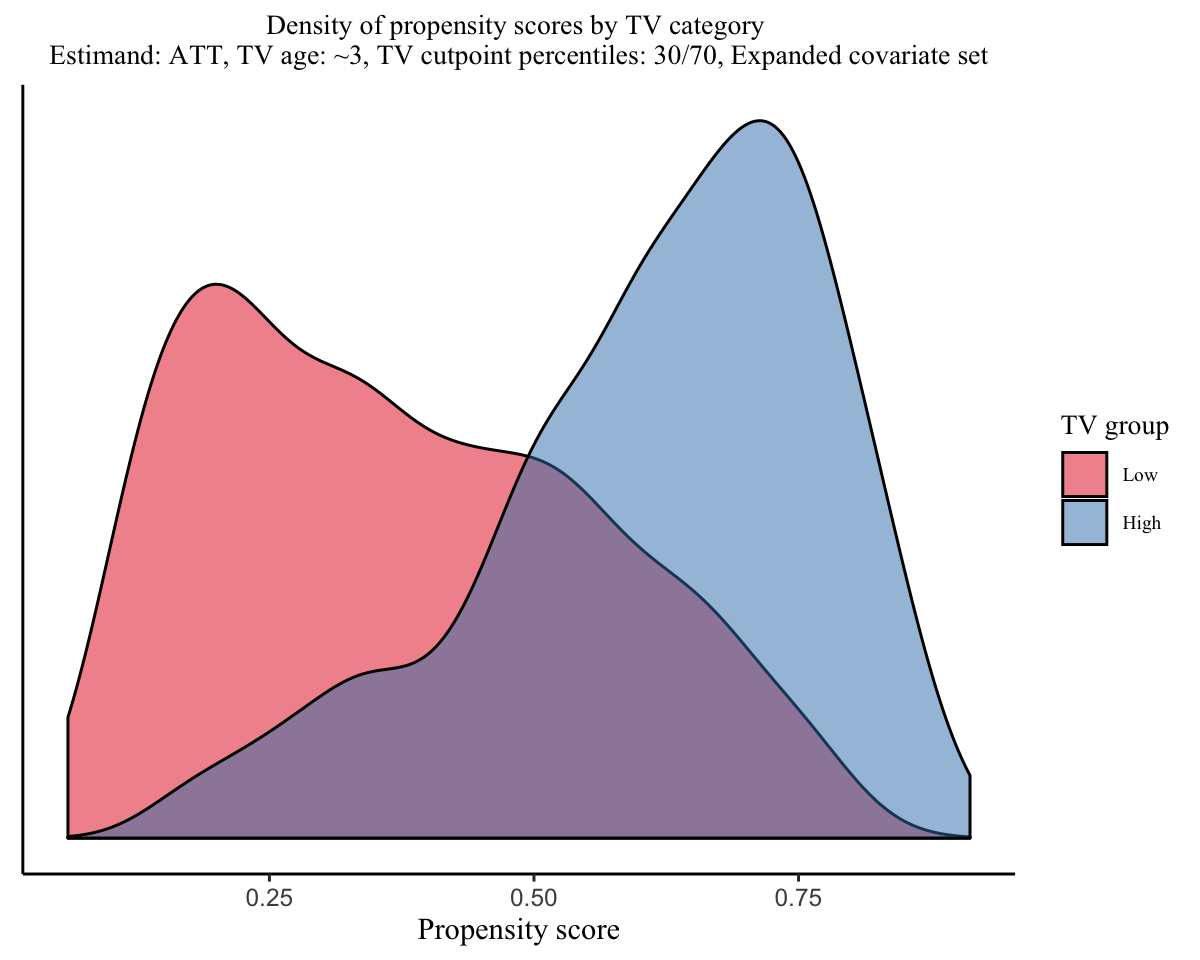 Density of propensity scores by TV category
Estimand: ATT, TV age: ~3, TV cutpoint percentiles: 30/70, Expanded covariate set
TV group
Low
High
0.25
0.50
0.75
Propensity score